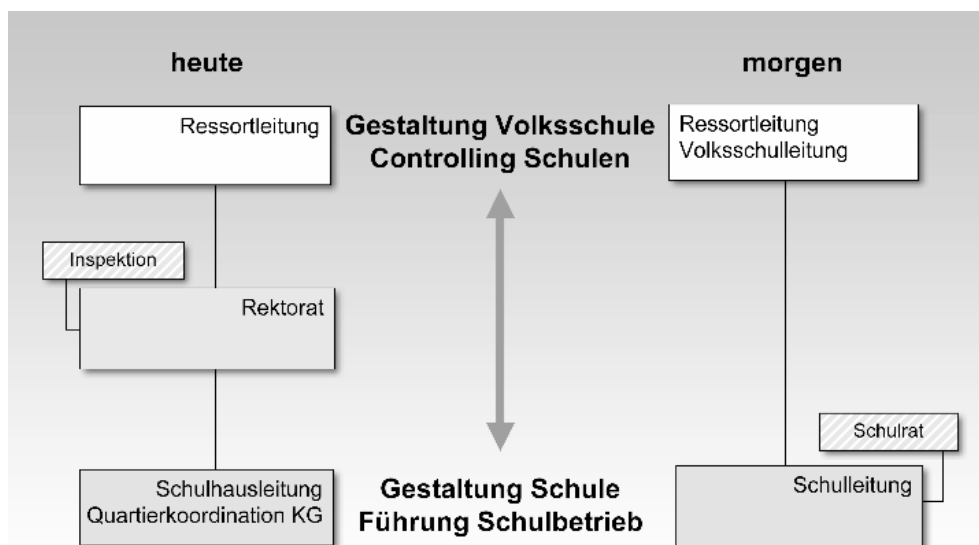 heute
morgen
Ressortleitung
Gestaltung Volksschule
Controlling Schulen
Ressortleitung
Volksschulleitung
Inspektion
Rektorat
Schulrat
Schulhausleitung
Quartierkoordination KG
Gestaltung Schule
Führung Schulbetrieb
Schulleitung